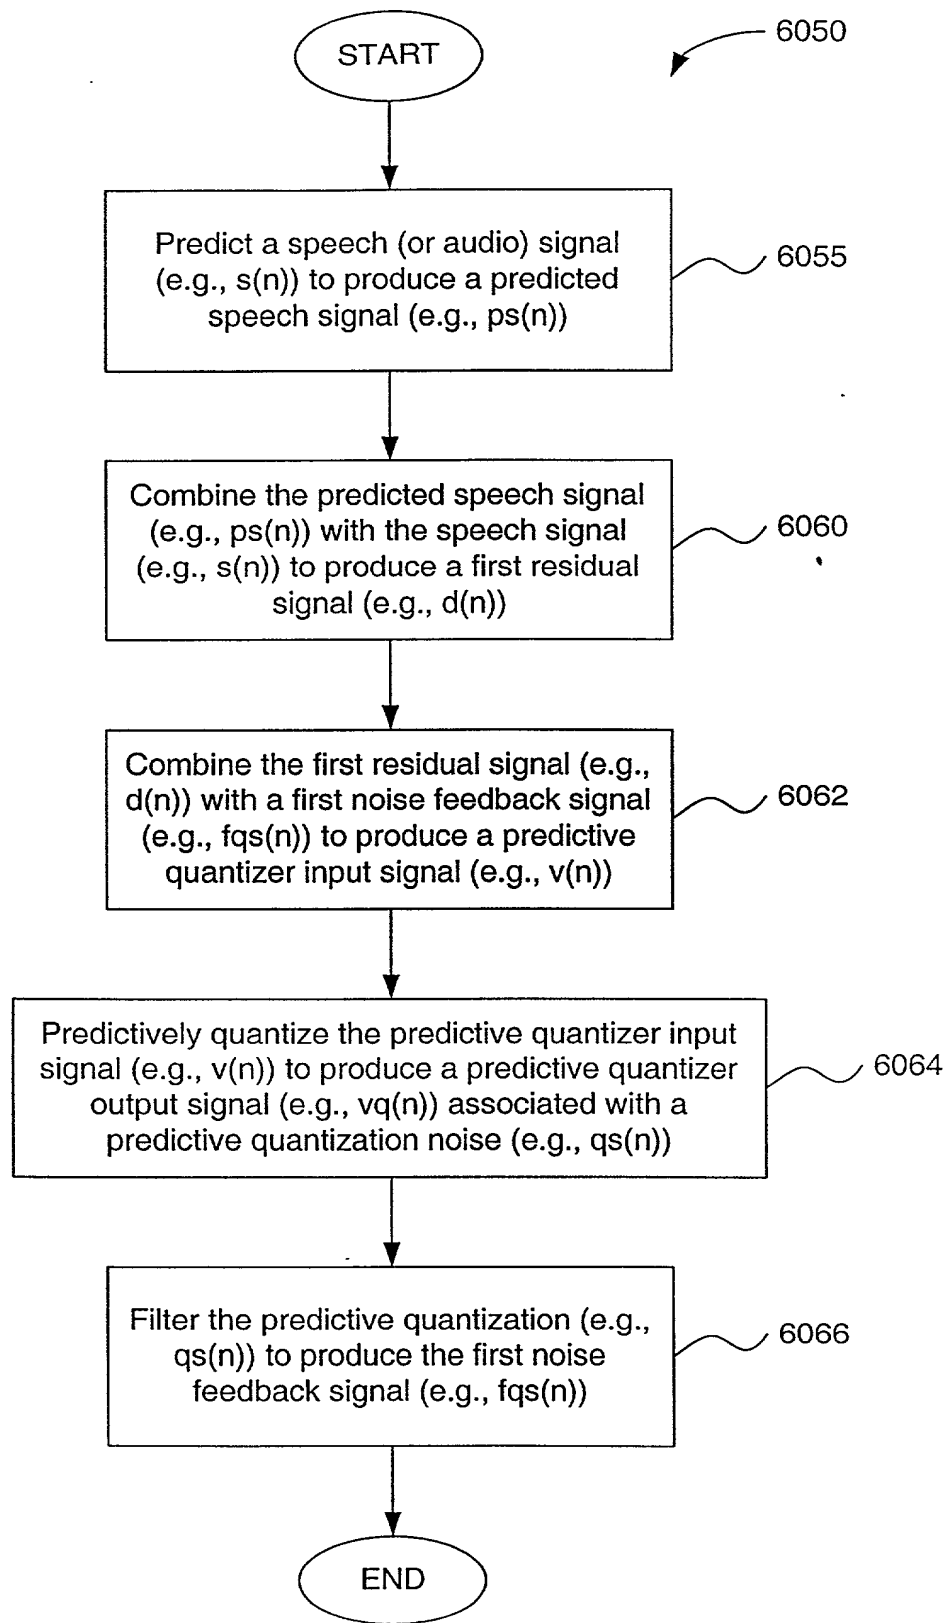 START
6050
Predict a speech (or audio) signal
(e.g., s(n)) to produce a predicted
speech signal (e.g., ps(n))
6055
Combine the predicted speech signal
(e.g., ps(n)) with the speech signal
(e.g., s(n)) to produce a first residual
signal (e.g., d(n))
6060
Combine the first residual signal (e.g.,
d(n)) with a first noise feedback signal
(e.g., fqs(n)) to produce a predictive
quantizer input signal (e.g., v(n))
6062
Predictively quantize the predictive quantizer input
signal (e.g., v(n)) to produce a predictive quantizer
output signal (e.g., vq(n)) associated with a
predictive quantization noise (e.g., qs(n))
6064
Filter the predictive quantization (e.g.,
qs(n)) to produce the first noise
feedback signal (e.g., fqs(n))
6066
END